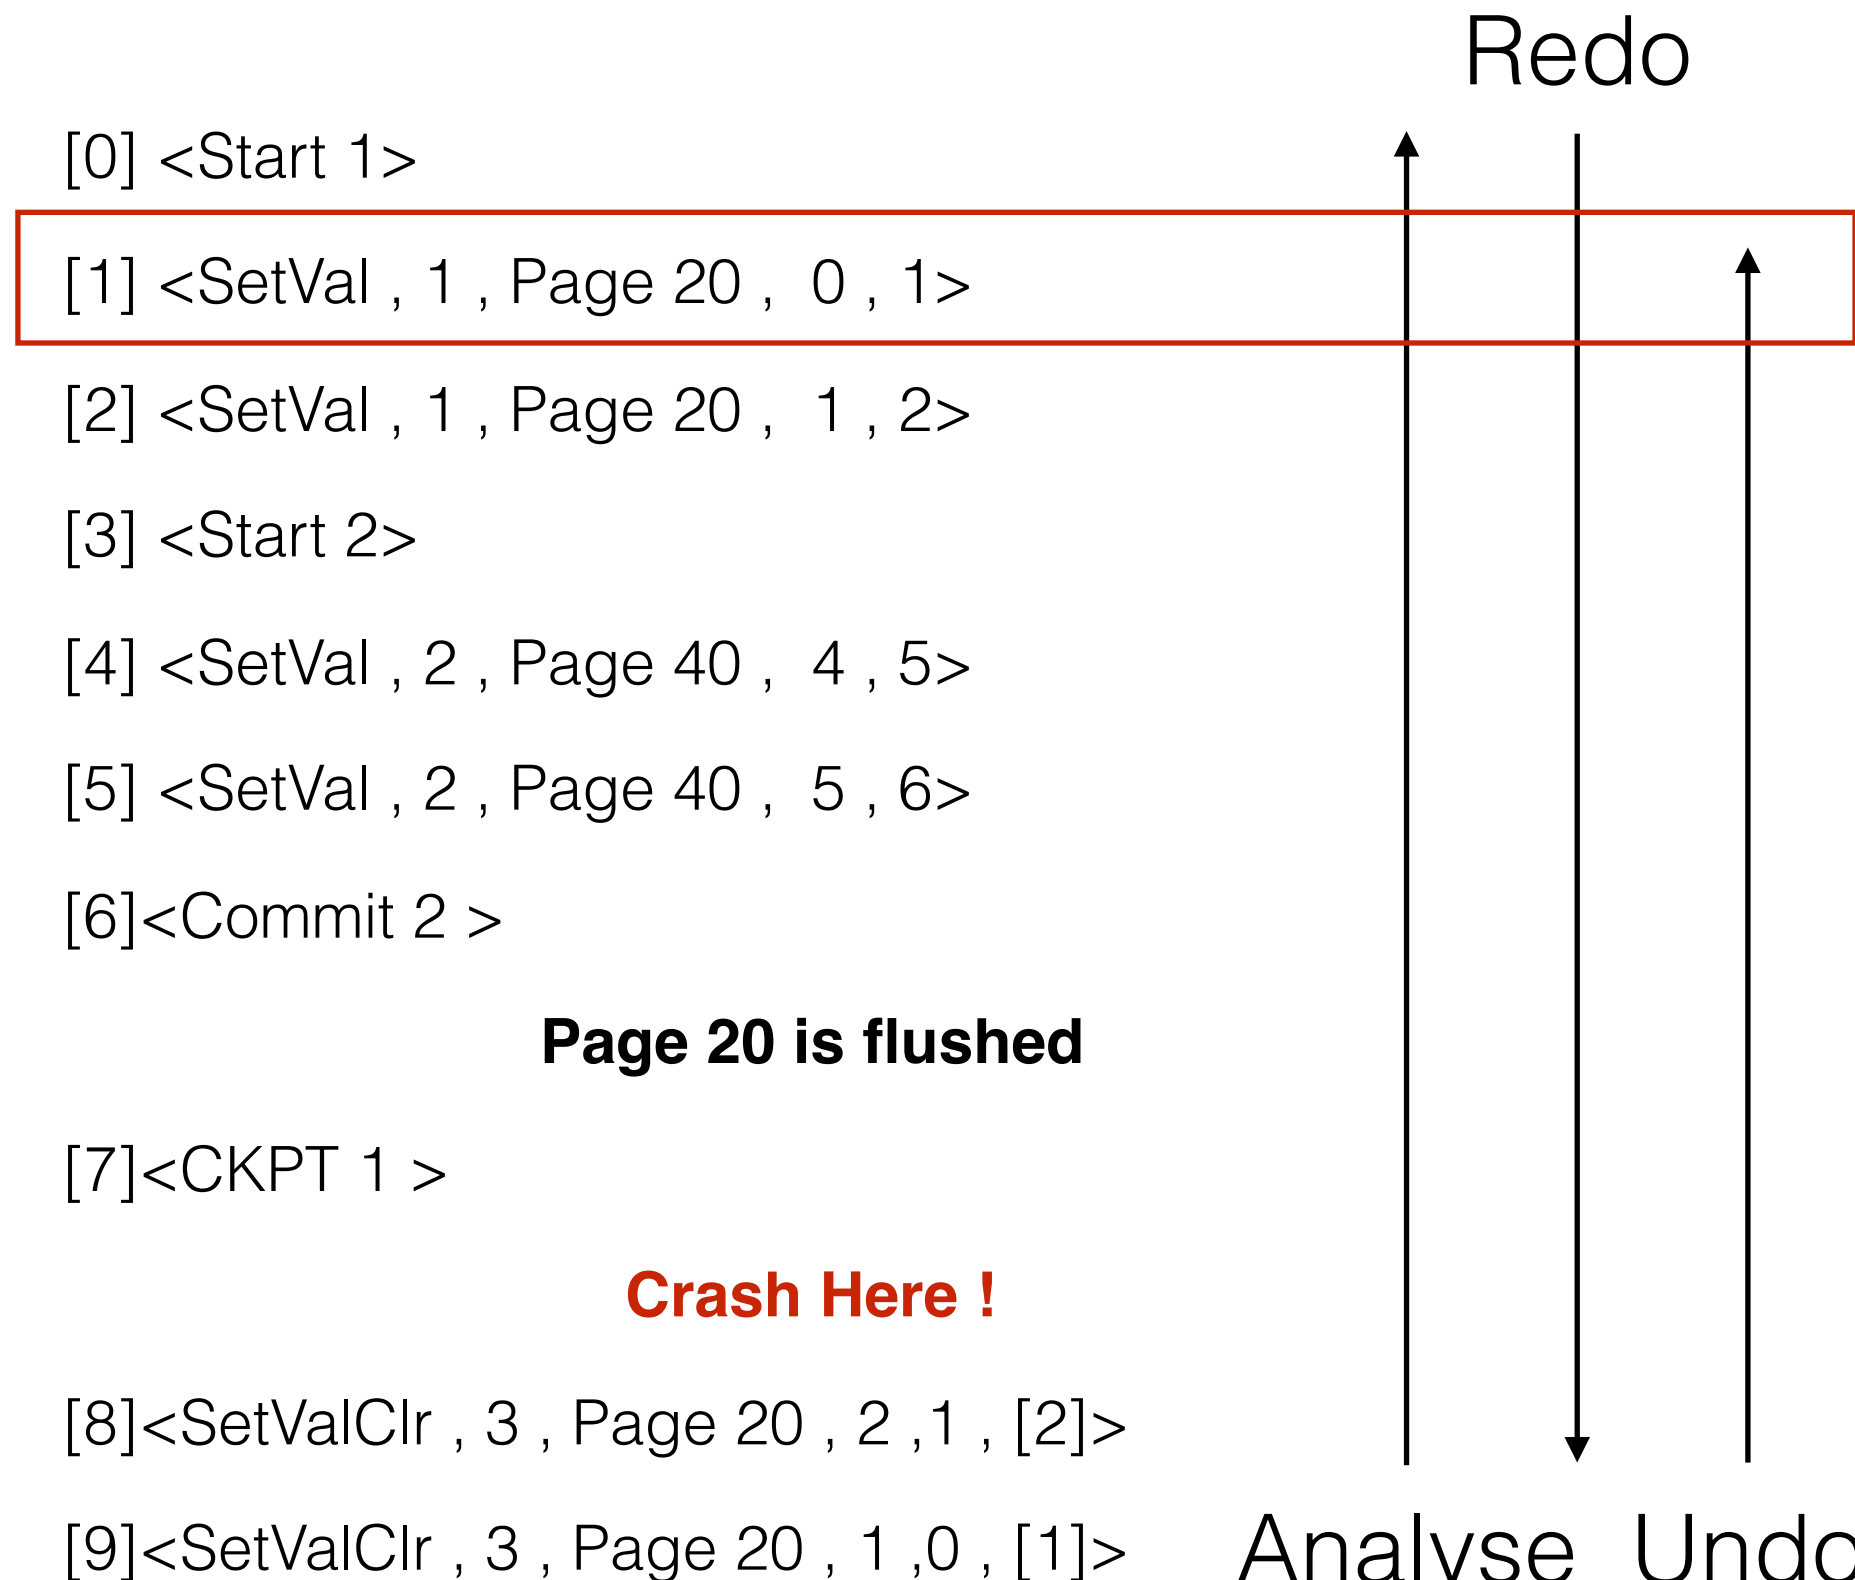 Redo
[0] <Start 1>
[1] <SetVal , 1 , Page 20 , 0 , 1>
[2] <SetVal , 1 , Page 20 , 1 , 2>
[3] <Start 2>
[4] <SetVal , 2 , Page 40 , 4 , 5>
[5] <SetVal , 2 , Page 40 , 5 , 6>
[6]<Commit 2 >
Page 20 is flushed
[7]<CKPT 1 >
Crash Here !
[8]<SetValClr , 3 , Page 20 , 2 ,1 , [2]>
[9]<SetValClr , 3 , Page 20 , 1 ,0 , [1]>
Analyse Undo